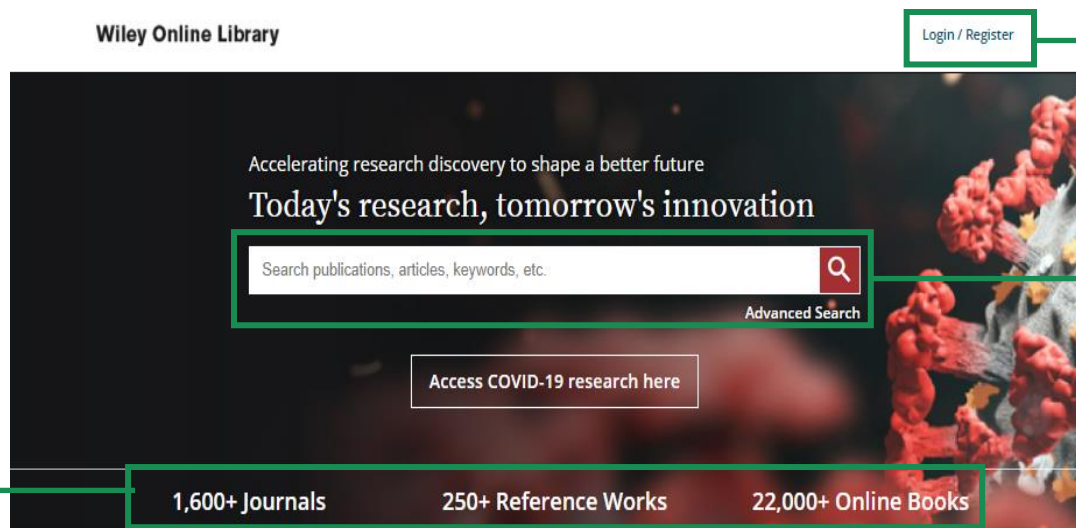 Wiley Online Library
Login / Register
Accelerating research discovery to shape a better future
Today's research, tomorrow's innovation
Search publications, articles, keywords, etc.
Advanced Search
Access COVID-19 research here
1,600+ Journals 250+ Reference Works 22,000+ Online Books